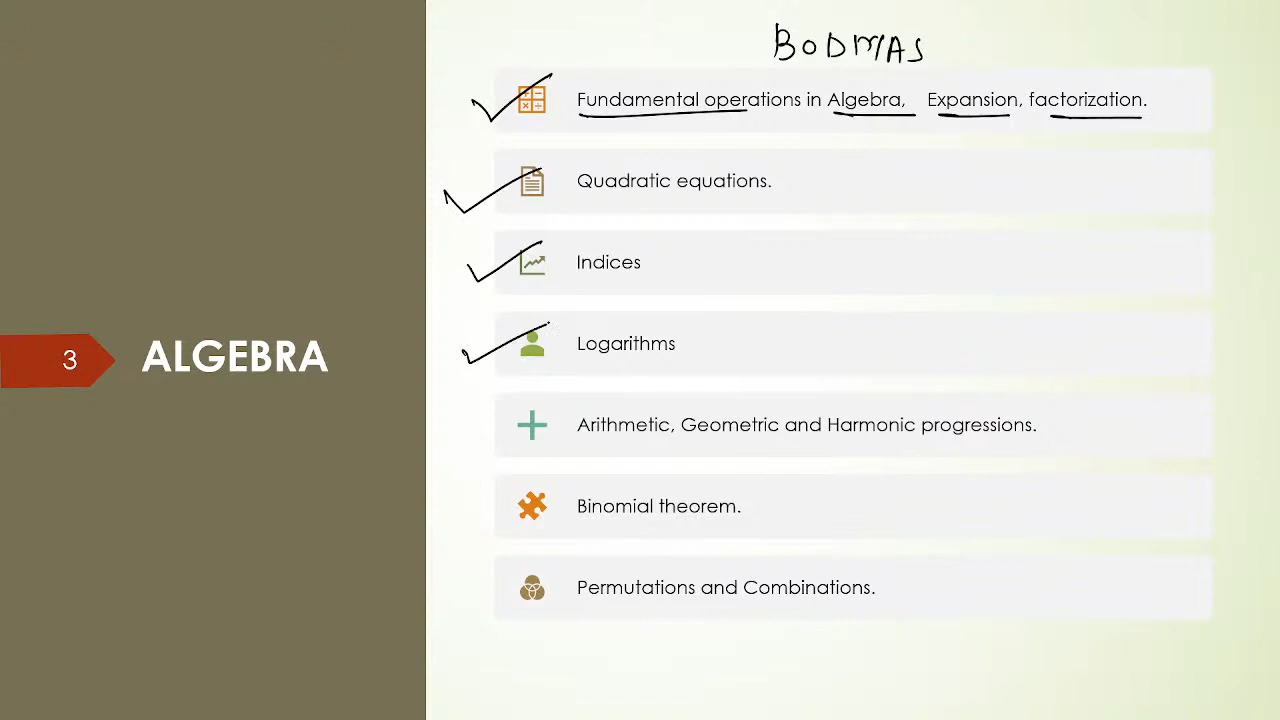 BODMAS
Fundamental operations in Algebra, Expansion, factorization.
Quadratic equations.
Indices
3 ALGEBRA
Logarithms
Arithmetic, Geometric and Harmonic progressions.
Binomial theorem.
Permutations and Combinations.